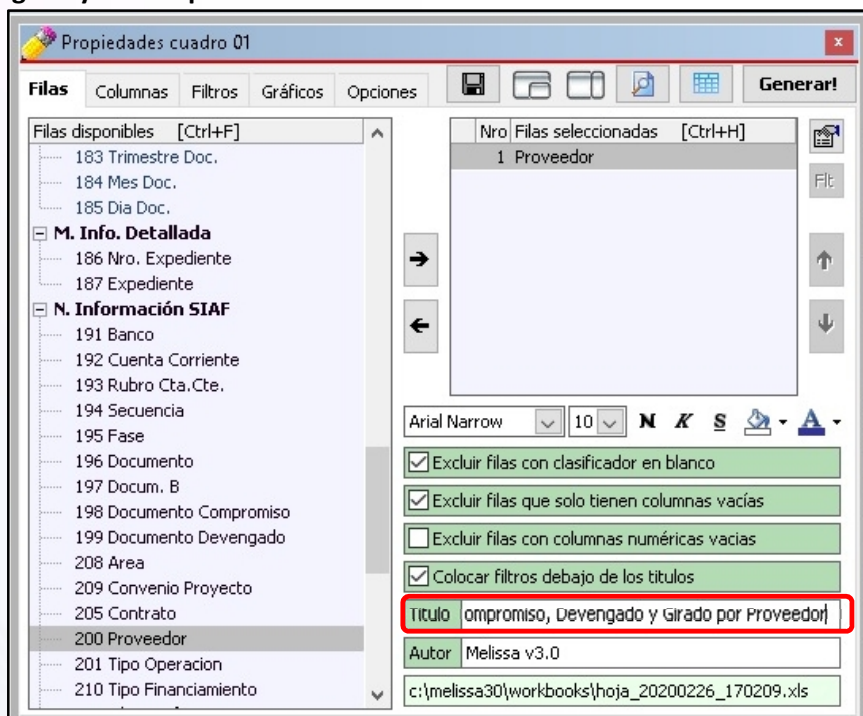 Propiedades cuadro 01
Filas Columnas Filtros Gráficos Opciones Generar!
Filas disponibles [Ctrl+F]
183 Trimestre Doc.
184 Mes Doc.
185 Dia Doc.
M. Info. Detallada
186 Nro. Expediente
187 Expediente
N. Información SIAF
191 Banco
192 Cuenta Corriente
193 Rubro Cta.Cte.
194 Secuencia
195 Fase
196 Documento
197 Docum. B
198 Documento Compromiso
199 Documento Devengado
208 Area
209 Convenio Proyecto
205 Contrato
200 Proveedor
201 Tipo Operacion
210 Tipo Financiamiento
Nro Filas seleccionadas [Ctrl+H]
1 Proveedor
Flt
Arial Narrow 10 N K S A
Excluir filas con clasificador en blanco
Excluir filas que solo tienen columnas vacías
Excluir filas con columnas numéricas vacias
Colocar filtros debajo de los titulos
Titulo ompromiso, Devengado y Girado por Proveedor
Autor Melissa v3.0
c:\melissa30\workbooks\hoja_20200226_170209.xls